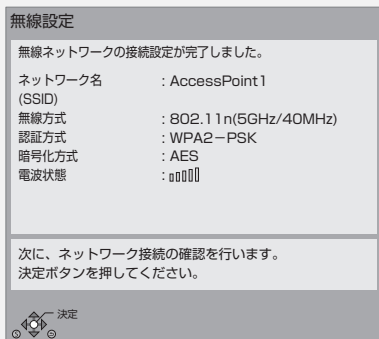 無線設定
無線ネットワークの接続設定が完了しました。
ネットワーク名 : AccessPoint1
(SSID)
無線方式 : 802.11n(5GHz/40MHz)
認証方式 : WPA2-PSK
暗号化方式 : AES
電波状態 :
次に、ネットワーク接続の確認を行います。
決定ボタンを押してください。
決定